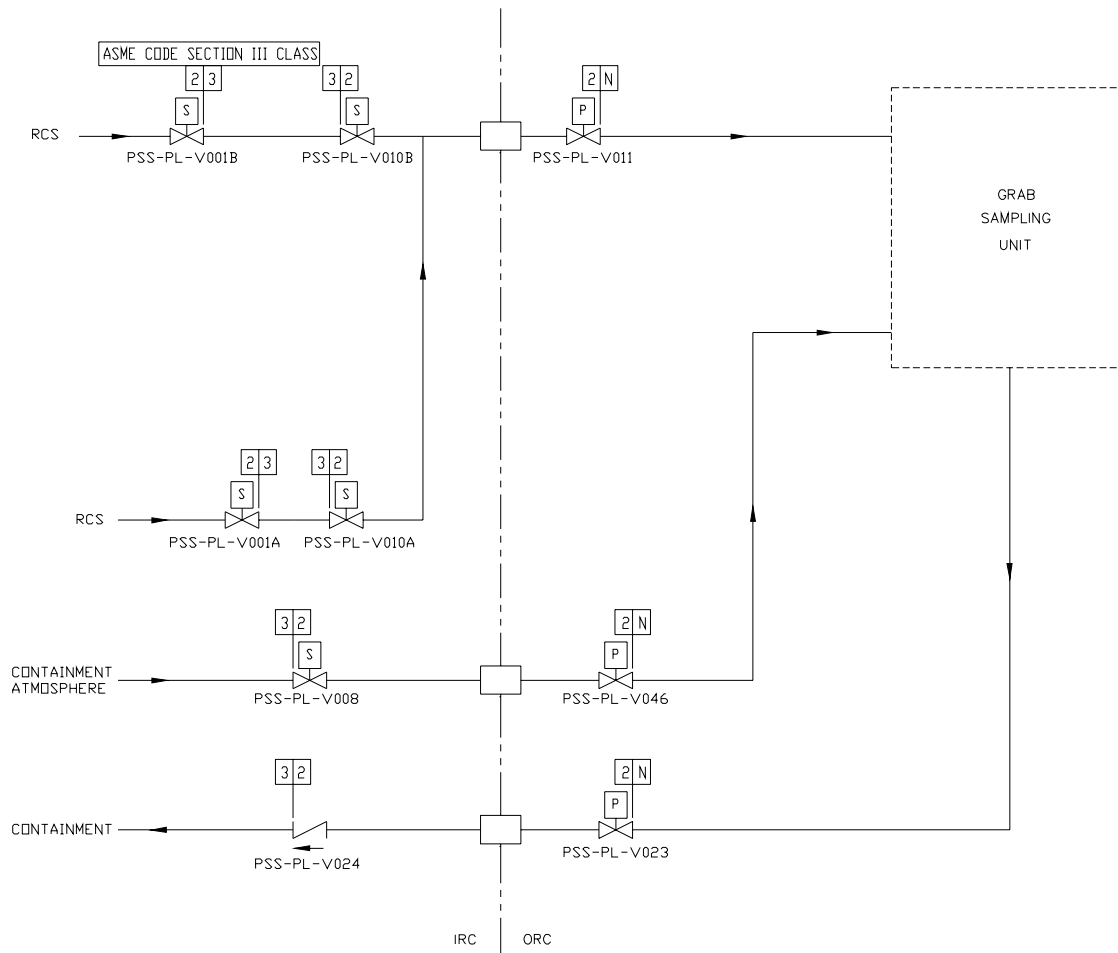 ASME CODE SECTION III CLASS
2 3
3 2
2 N
S
S
P
RCS
PSS-PL-V001B
PSS-PL-V010B
PSS-PL-V011
GRAB
SAMPLING
UNIT
2 3
3 2
S
S
RCS
PSS-PL-V001A
PSS-PL-V010A
3 2
2 N
S
P
CONTAINMENT
ATMOSPHERE
PSS-PL-V008
PSS-PL-V046
3 2
2 N
P
CONTAINMENT
PSS-PL-V024
PSS-PL-V023
IRC
ORC